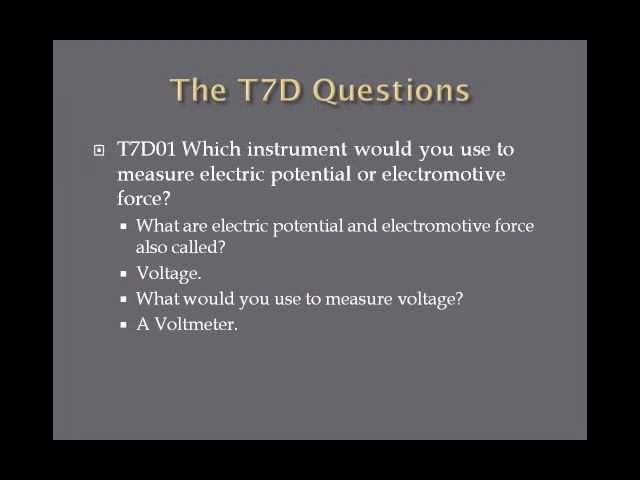 The T7D Questions
T7D01 Which instrument would you use to
measure electric potential or electromotive
force?
What are electric potential and electromotive force
also called?
Voltage.
What would you use to measure voltage?
A Voltmeter.